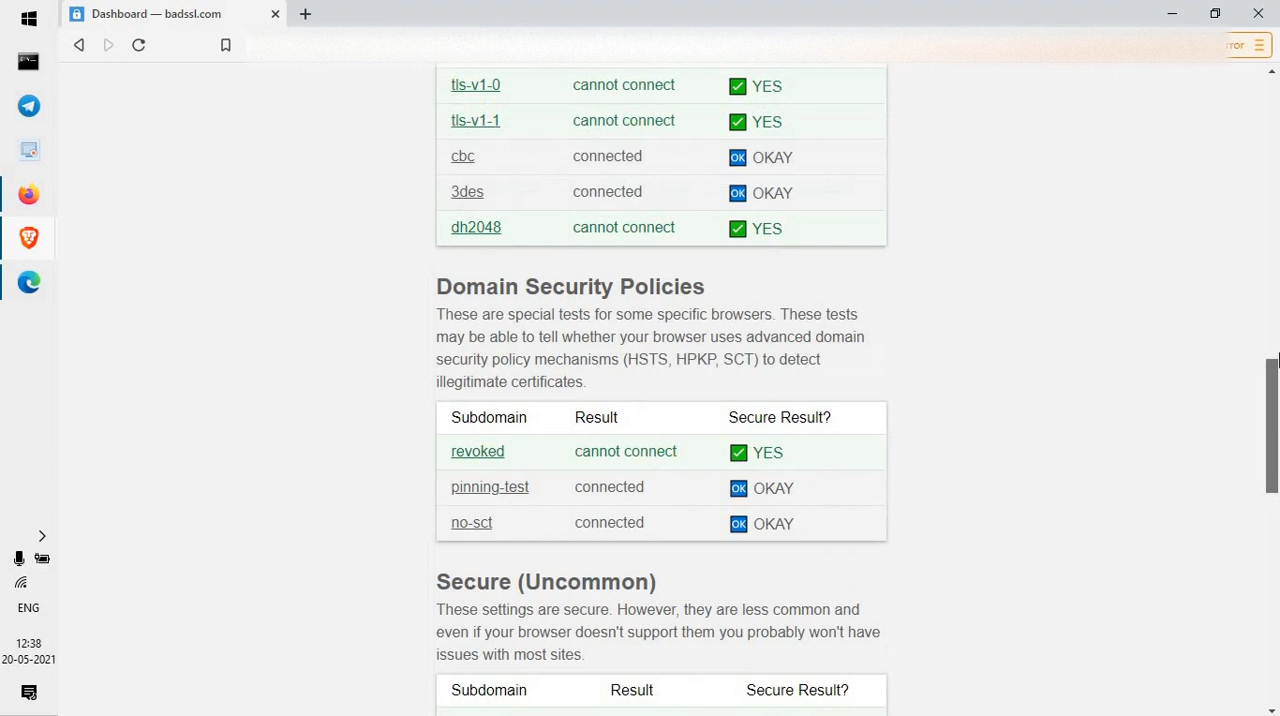 Dashboard — badssl.com
rror
tls-v1-0 cannot connect YES
tls-v1-1 cannot connect YES
cbc connected OK OKAY
3des connected OK OKAY
dh2048 cannot connect YES
Domain Security Policies
These are special tests for some specific browsers. These tests
may be able to tell whether your browser uses advanced domain
security policy mechanisms (HSTS, HPKP, SCT) to detect
illegitimate certificates.
Subdomain Result Secure Result?
revoked cannot connect YES
pinning-test connected OK OKAY
no-sct connected OK OKAY
Secure (Uncommon)
These settings are secure. However, they are less common and
even if your browser doesn't support them you probably won't have
issues with most sites.
Subdomain Result Secure Result?
ENG
12:38
20-05-2021